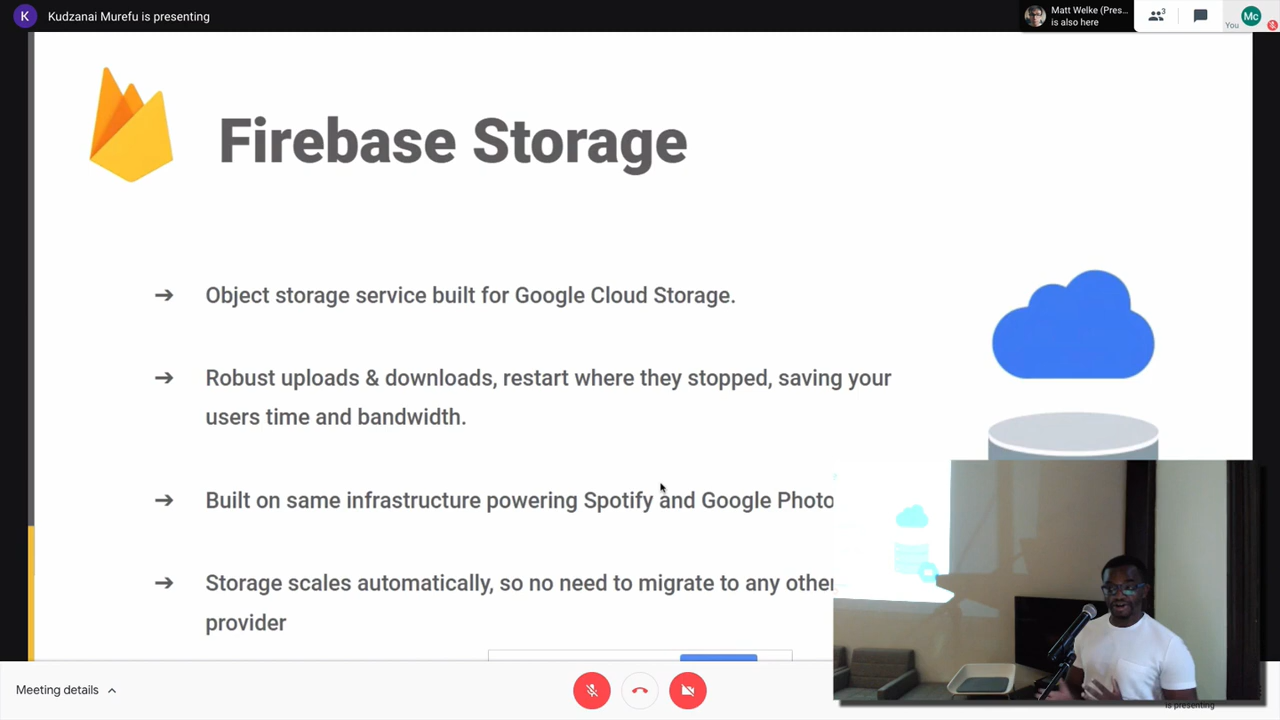 K
Kudzanai Murefu is presenting
Matt Welke (Pres...
is also here
3
You
Mc
Firebase Storage
➔ Object storage service built for Google Cloud Storage.
➔ Robust uploads & downloads, restart where they stopped, saving your
users time and bandwidth.
➔ Built on same infrastructure powering Spotify and Google Photo
➔ Storage scales automatically, so no need to migrate to any other
provider
Meeting details
is presenting